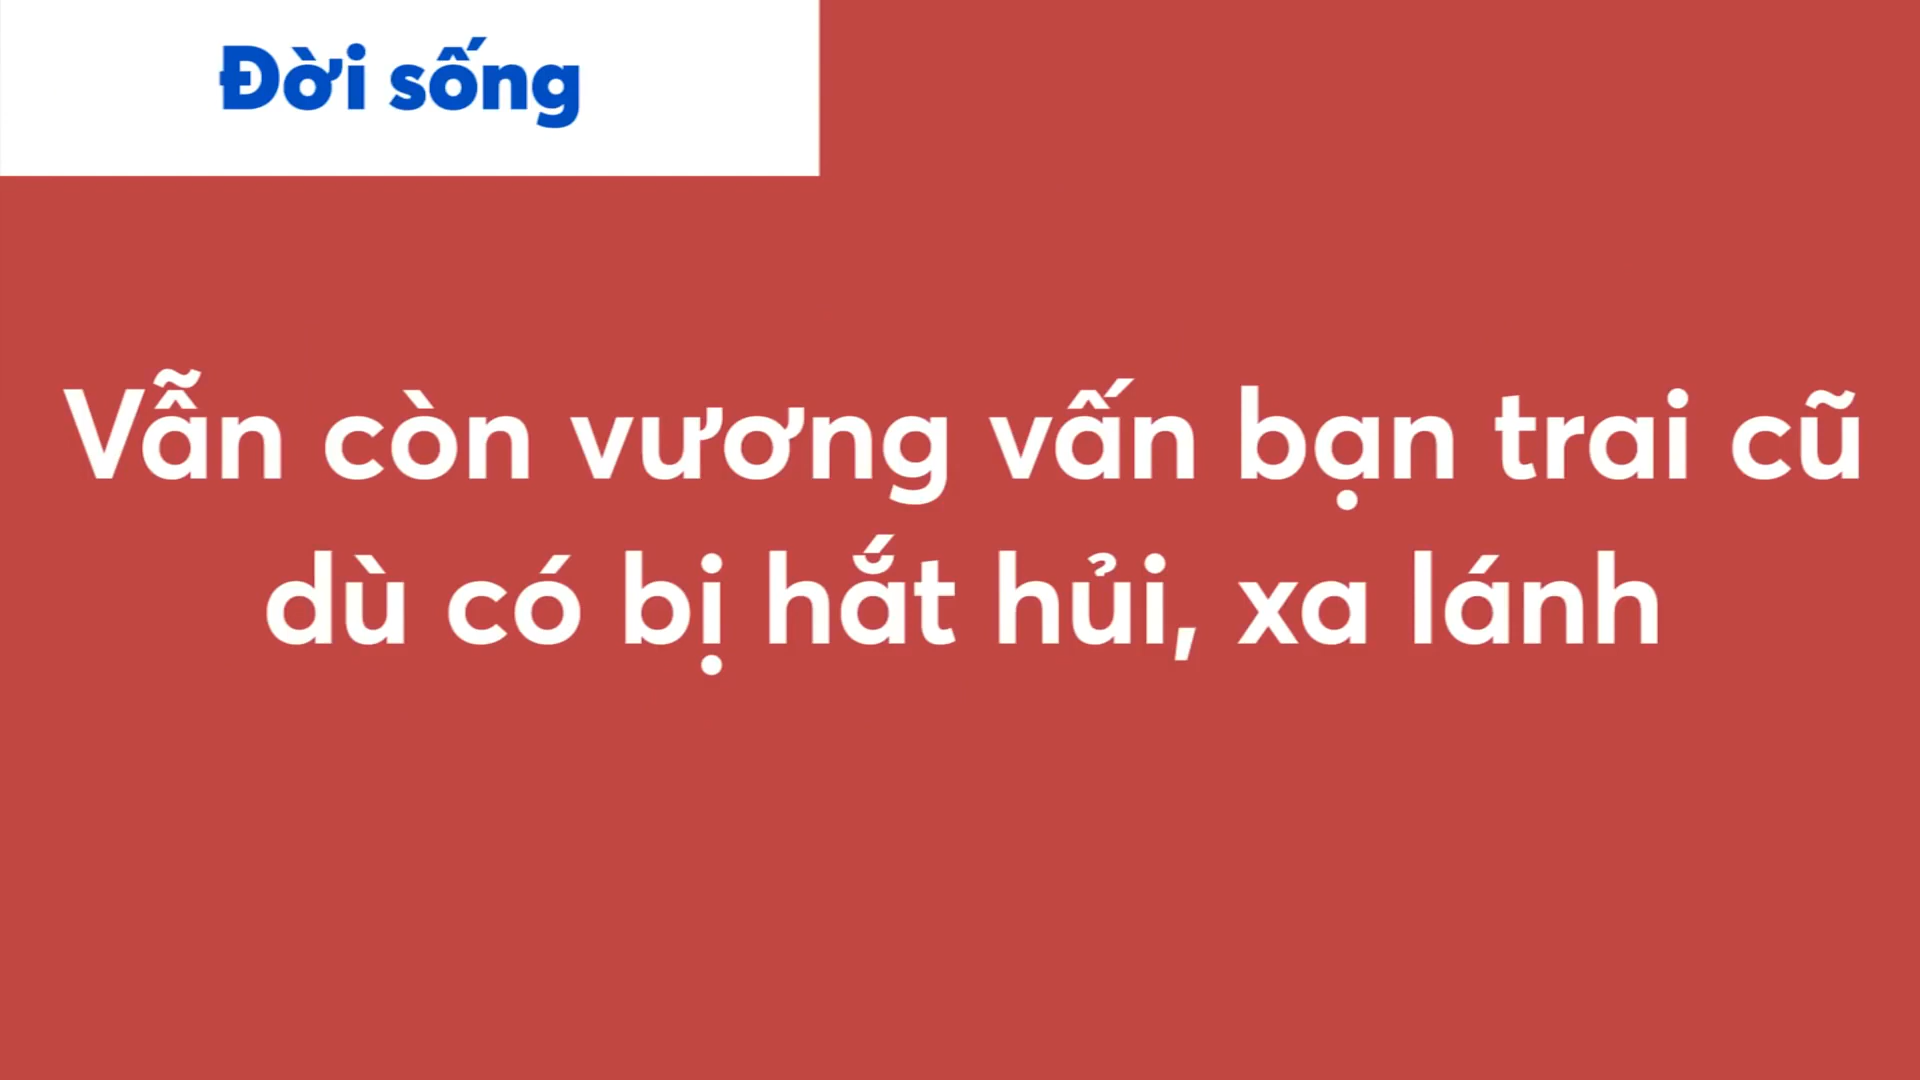 Đời sống
Vẫn còn vương vấn bạn trai cũ
dù có bị hắt hủi, xa lánh